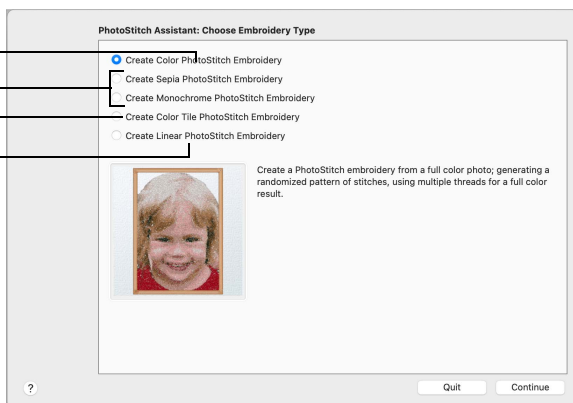 PhotoStitch Assistant: Choose Embroidery Type
Create Color PhotoStitch Embroidery
Create Sepia PhotoStitch Embroidery
Create Monochrome PhotoStitch Embroidery
Create Color Tile PhotoStitch Embroidery
Create Linear PhotoStitch Embroidery
Create a PhotoStitch embroidery from a full color photo; generating a
randomized pattern of stitches, using multiple threads for a full color
result.
? Quit Continue